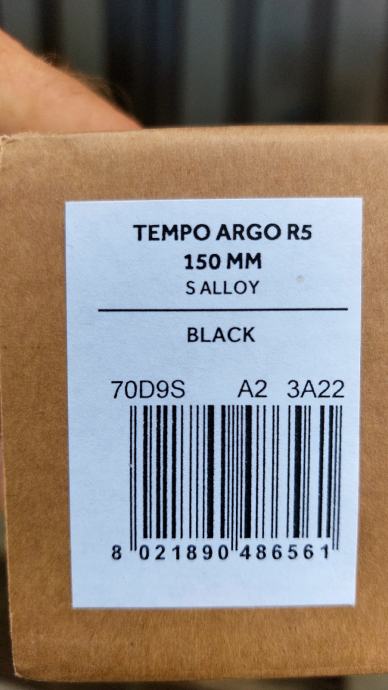 TEMPO ARGO R5
150 MM
S ALLOY
BLACK
70D9S A2 3A22
8 021890 486561